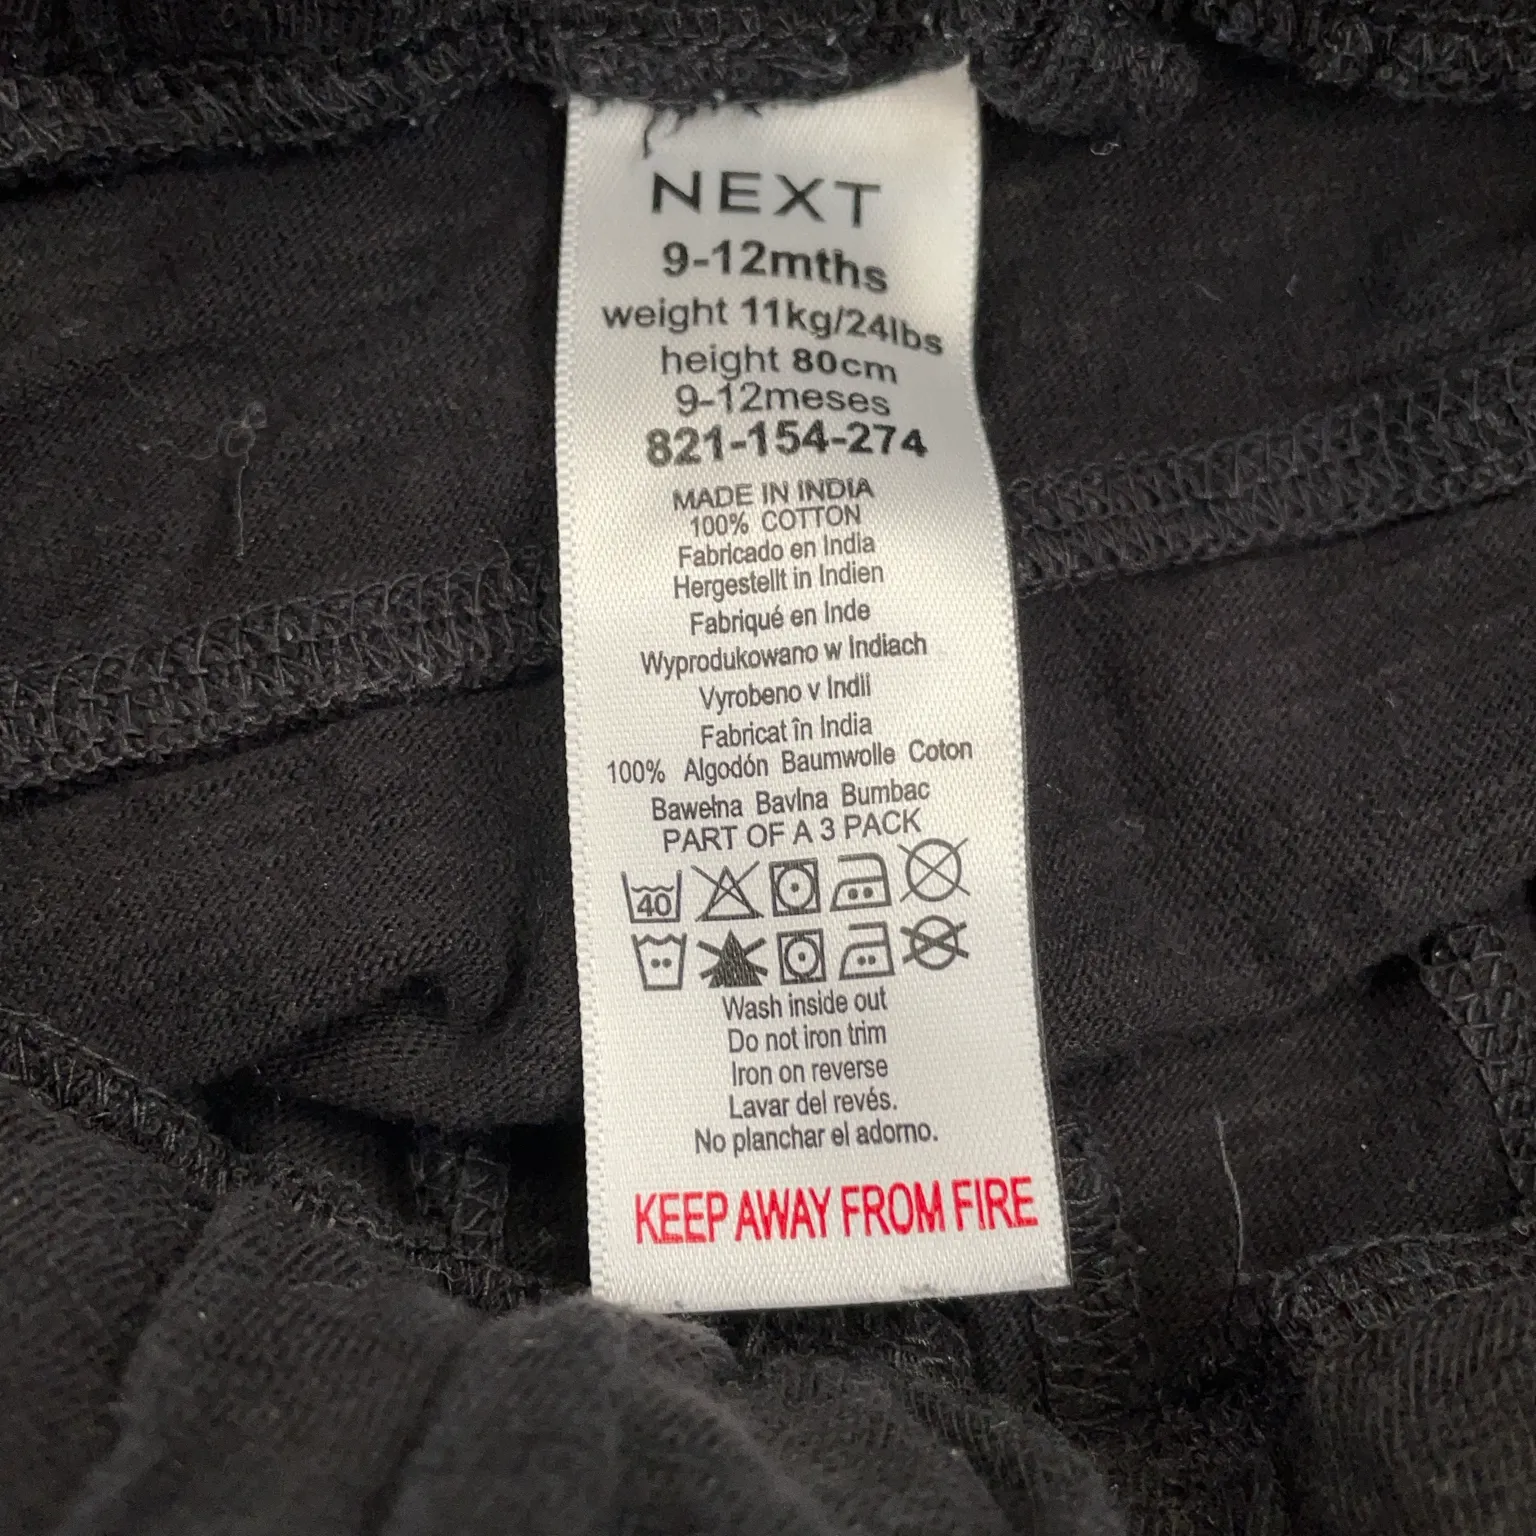 NEXT
9-12mths
weight 11kg/24lbs
height 80cm
9-12meses
821-154-274
MADE IN INDIA
100% COTTON
Fabricado en India
Hergestellt in Indien
Fabriqué en Inde
Wyprodukowano w Indiach
Vyrobeno v Indii
Fabricat în India
100% Algodón Baumwolle Coton
Bawełna Bavlna Bumbac
PART OF A 3 PACK
40
Wash inside out
Do not iron trim
Iron on reverse
Lavar del revés.
No planchar el adorno.
KEEP AWAY FROM FIRE